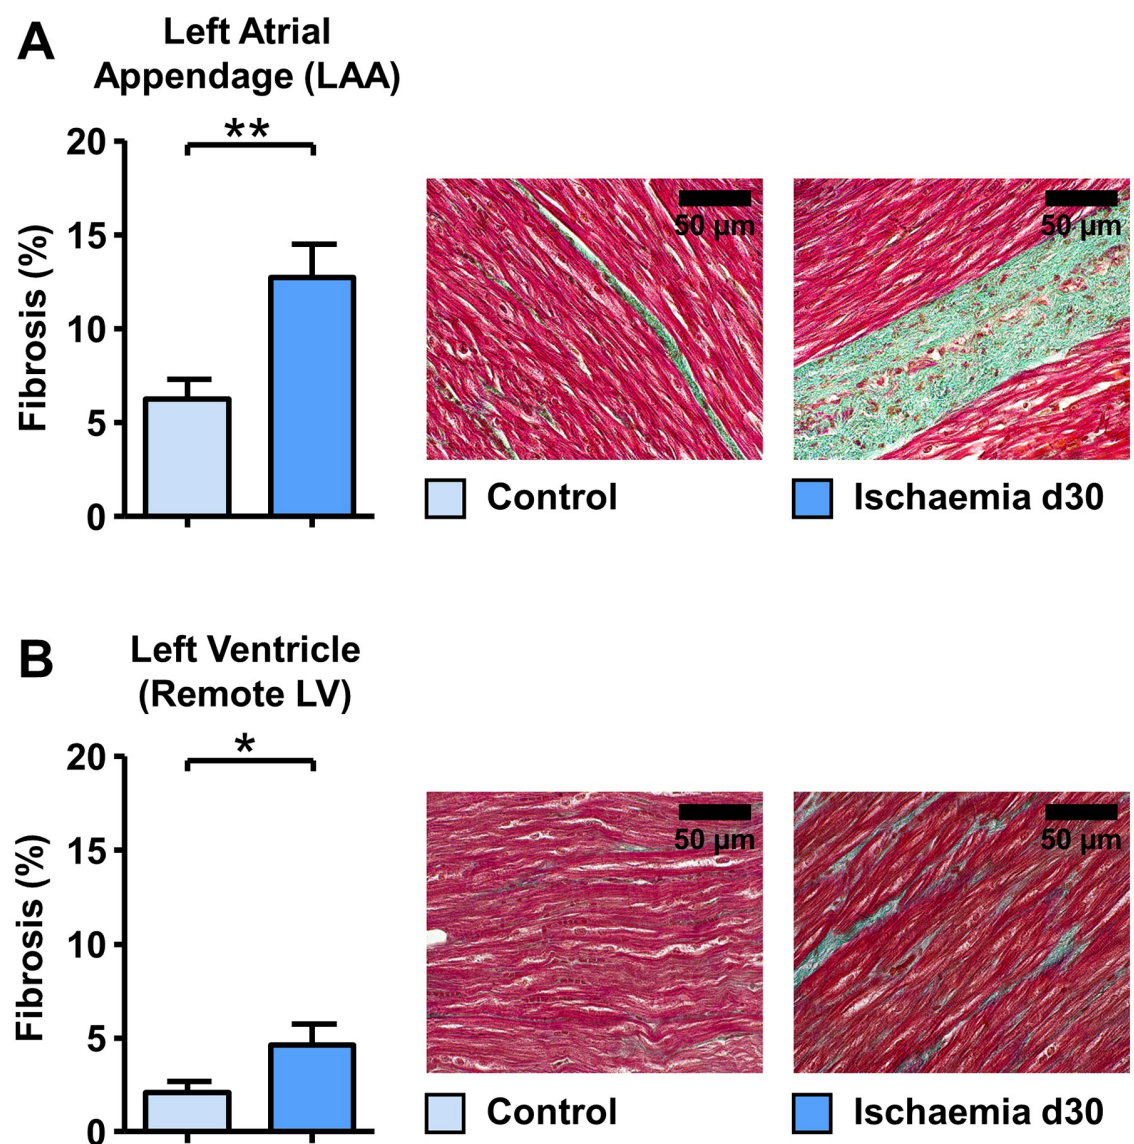 A
Left Atrial
Appendage (LAA)
**
20
15
10
5
0
Fibrosis (%)
50 µm
50 µm
Control
Ischaemia d30
B
Left Ventricle
(Remote LV)
*
20
15
10
5
0
Fibrosis (%)
50 µm
50 µm
Control
Ischaemia d30